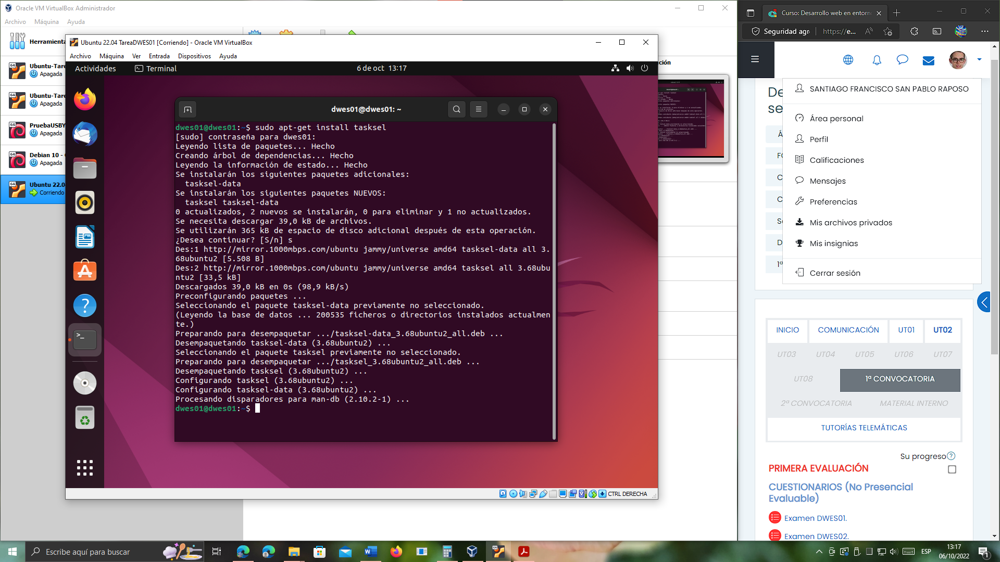 Oracle VM VirtualBox Administrador
Archivo Máquina Ayuda
Herramienta
Ubuntu-Tare
Apagada
Ubuntu-Tare
Apagada
PruebaUSBY
Apagada
Debian 10 -
Apagada
Ubuntu 22.0
Corriendo
ción
Ubuntu 22.04 TareaDWES01 [Corriendo] - Oracle VM VirtualBox
Archivo Máquina Ver Entrada Dispositivos Ayuda
Actividades Terminal 6 de oct 13:17
dwes01@dwes01: ~
dwes01@dwes01:~$ sudo apt-get install tasksel
[sudo] contraseña para dwes01:
Leyendo lista de paquetes... Hecho
Creando árbol de dependencias... Hecho
Leyendo la información de estado... Hecho
Se instalarán los siguientes paquetes adicionales:
tasksel-data
Se instalarán los siguientes paquetes NUEVOS:
tasksel tasksel-data
0 actualizados, 2 nuevos se instalarán, 0 para eliminar y 1 no actualizados.
Se necesita descargar 39,0 kB de archivos.
Se utilizarán 365 kB de espacio de disco adicional después de esta operación.
¿Desea continuar? [S/n] s
Des:1 http://mirror.1000mbps.com/ubuntu jammy/universe amd64 tasksel-data all 3.
68ubuntu2 [5.508 B]
Des:2 http://mirror.1000mbps.com/ubuntu jammy/universe amd64 tasksel all 3.68ubu
ntu2 [33,5 kB]
Descargados 39,0 kB en 0s (98,9 kB/s)
Preconfigurando paquetes ...
Seleccionando el paquete tasksel-data previamente no seleccionado.
(Leyendo la base de datos ... 200535 ficheros o directorios instalados actualmen
te.)
Preparando para desempaquetar .../tasksel-data_3.68ubuntu2_all.deb ...
Desempaquetando tasksel-data (3.68ubuntu2) ...
Seleccionando el paquete tasksel previamente no seleccionado.
Preparando para desempaquetar .../tasksel_3.68ubuntu2_all.deb ...
Desempaquetando tasksel (3.68ubuntu2) ...
Configurando tasksel (3.68ubuntu2) ...
Configurando tasksel-data (3.68ubuntu2) ...
Procesando disparadores para man-db (2.10.2-1) ...
dwes01@dwes01:~$
CTRL DERECHA
Curso: Desarrollo web en entorn
Seguridad agre https://e...
De
se
SANTIAGO FRANCISCO SAN PABLO RAPOSO
Área personal
Perfil
Calificaciones
Mensajes
Preferencias
Mis archivos privados
Mis insignias
Cerrar sesión
INICIO COMUNICACIÓN UT01 UT02
UT03 UT04 UT05 UT06 UT07
UT08 1ª CONVOCATORIA
2ª CONVOCATORIA MATERIAL INTERNO
TUTORÍAS TELEMÁTICAS
Su progreso
PRIMERA EVALUACIÓN
CUESTIONARIOS (No Presencial
Evaluable)
Examen DWES01.
Examen DWES02.
Escribe aquí para buscar
ESP
13:17
06/10/2022
1